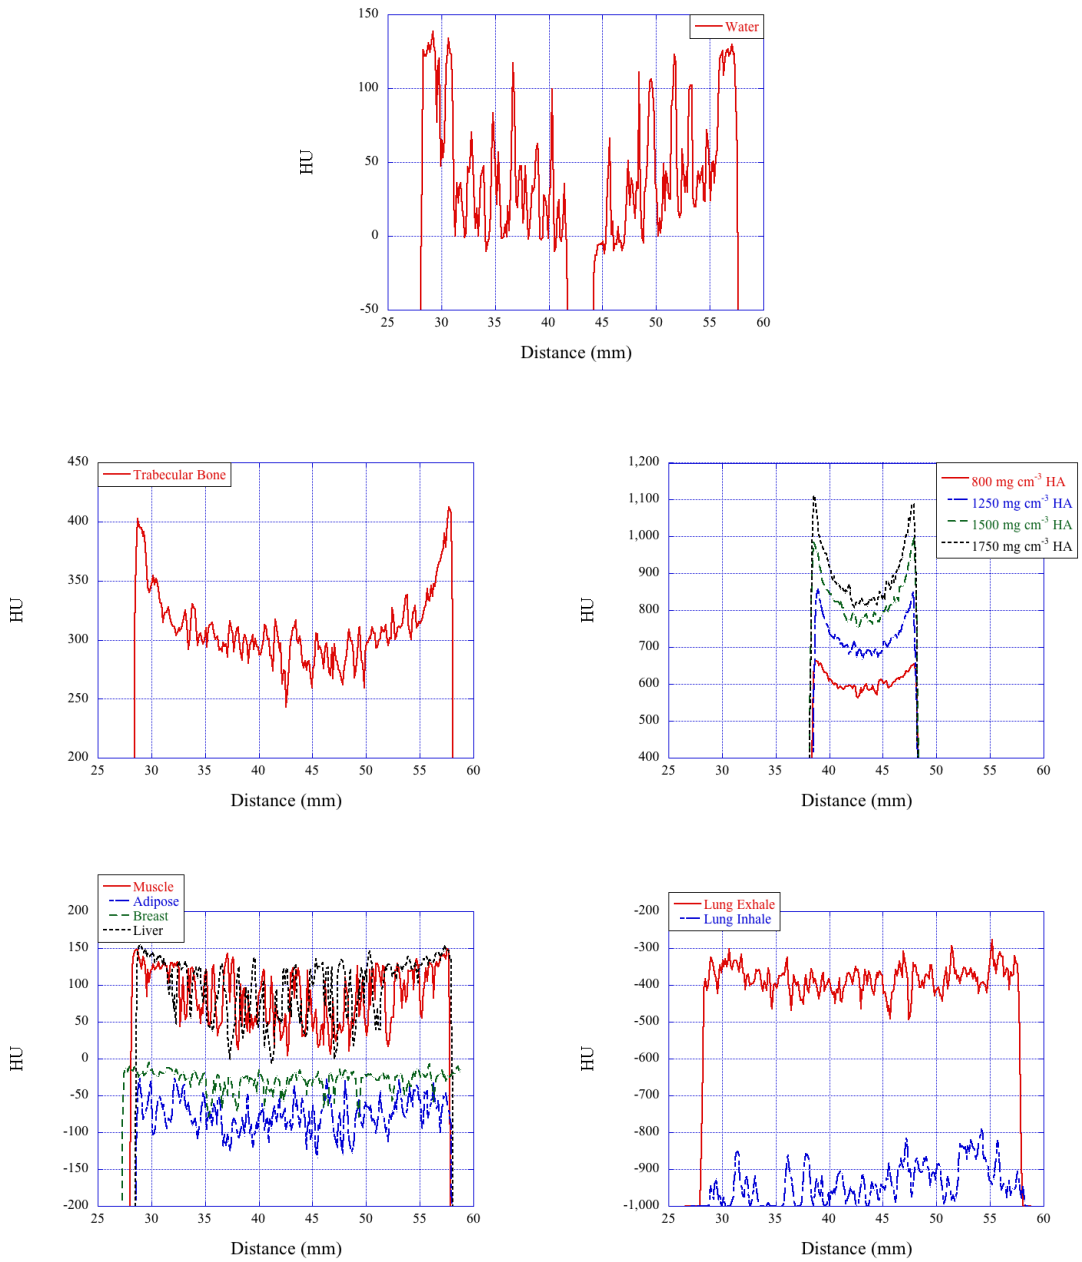 150
Water
100
50
0
-50
HU
25 30 35 40 45 50 55 60
Distance (mm)
450
Trabecular Bone
400
350
300
250
200
HU
25 30 35 40 45 50 55 60
Distance (mm)
1,200
1,100
1,000
900
800
700
600
500
400
800 mg cm⁻³ HA
1250 mg cm⁻³ HA
1500 mg cm⁻³ HA
1750 mg cm⁻³ HA
HU
25 30 35 40 45 50 55 60
Distance (mm)
Muscle
Adipose
Breast
Liver
200
150
100
50
0
-50
-100
-150
-200
HU
25 30 35 40 45 50 55 60
Distance (mm)
Lung Exhale
Lung Inhale
-200
-300
-400
-500
-600
-700
-800
-900
-1,000
HU
25 30 35 40 45 50 55 60
Distance (mm)